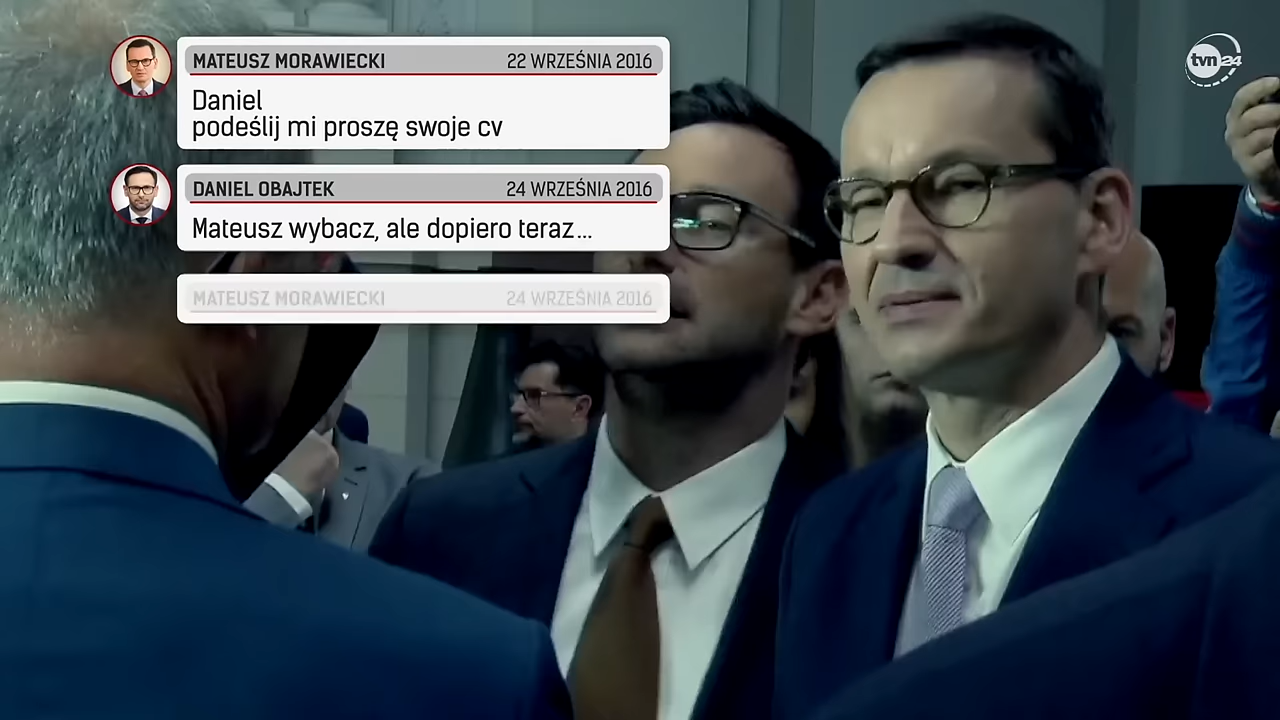 MATEUSZ MORAWIECKI 22 WRZEŚNIA 2016
Daniel
podeślij mi proszę swoje cv
DANIEL OBAJTEK 24 WRZEŚNIA 2016
Mateusz wybacz, ale dopiero teraz...
MATEUSZ MORAWIECKI 24 WRZEŚNIA 2016
tvn24